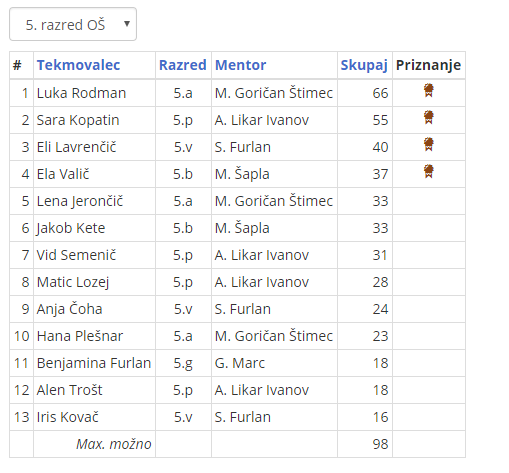 5. razred OŠ
# Tekmovalec Razred Mentor Skupaj Priznanje
1 Luka Rodman 5.a M. Goričan Štimec 66
2 Sara Kopatin 5.p A. Likar Ivanov 55
3 Eli Lavrenčič 5.v S. Furlan 40
4 Ela Valič 5.b M. Šapla 37
5 Lena Jerončič 5.a M. Goričan Štimec 33
6 Jakob Kete 5.b M. Šapla 33
7 Vid Semenič 5.p A. Likar Ivanov 31
8 Matic Lozej 5.p A. Likar Ivanov 28
9 Anja Čoha 5.v S. Furlan 24
10 Hana Plešnar 5.a M. Goričan Štimec 23
11 Benjamina Furlan 5.g G. Marc 18
12 Alen Trošt 5.p A. Likar Ivanov 18
13 Iris Kovač 5.v S. Furlan 16
Max. možno 98